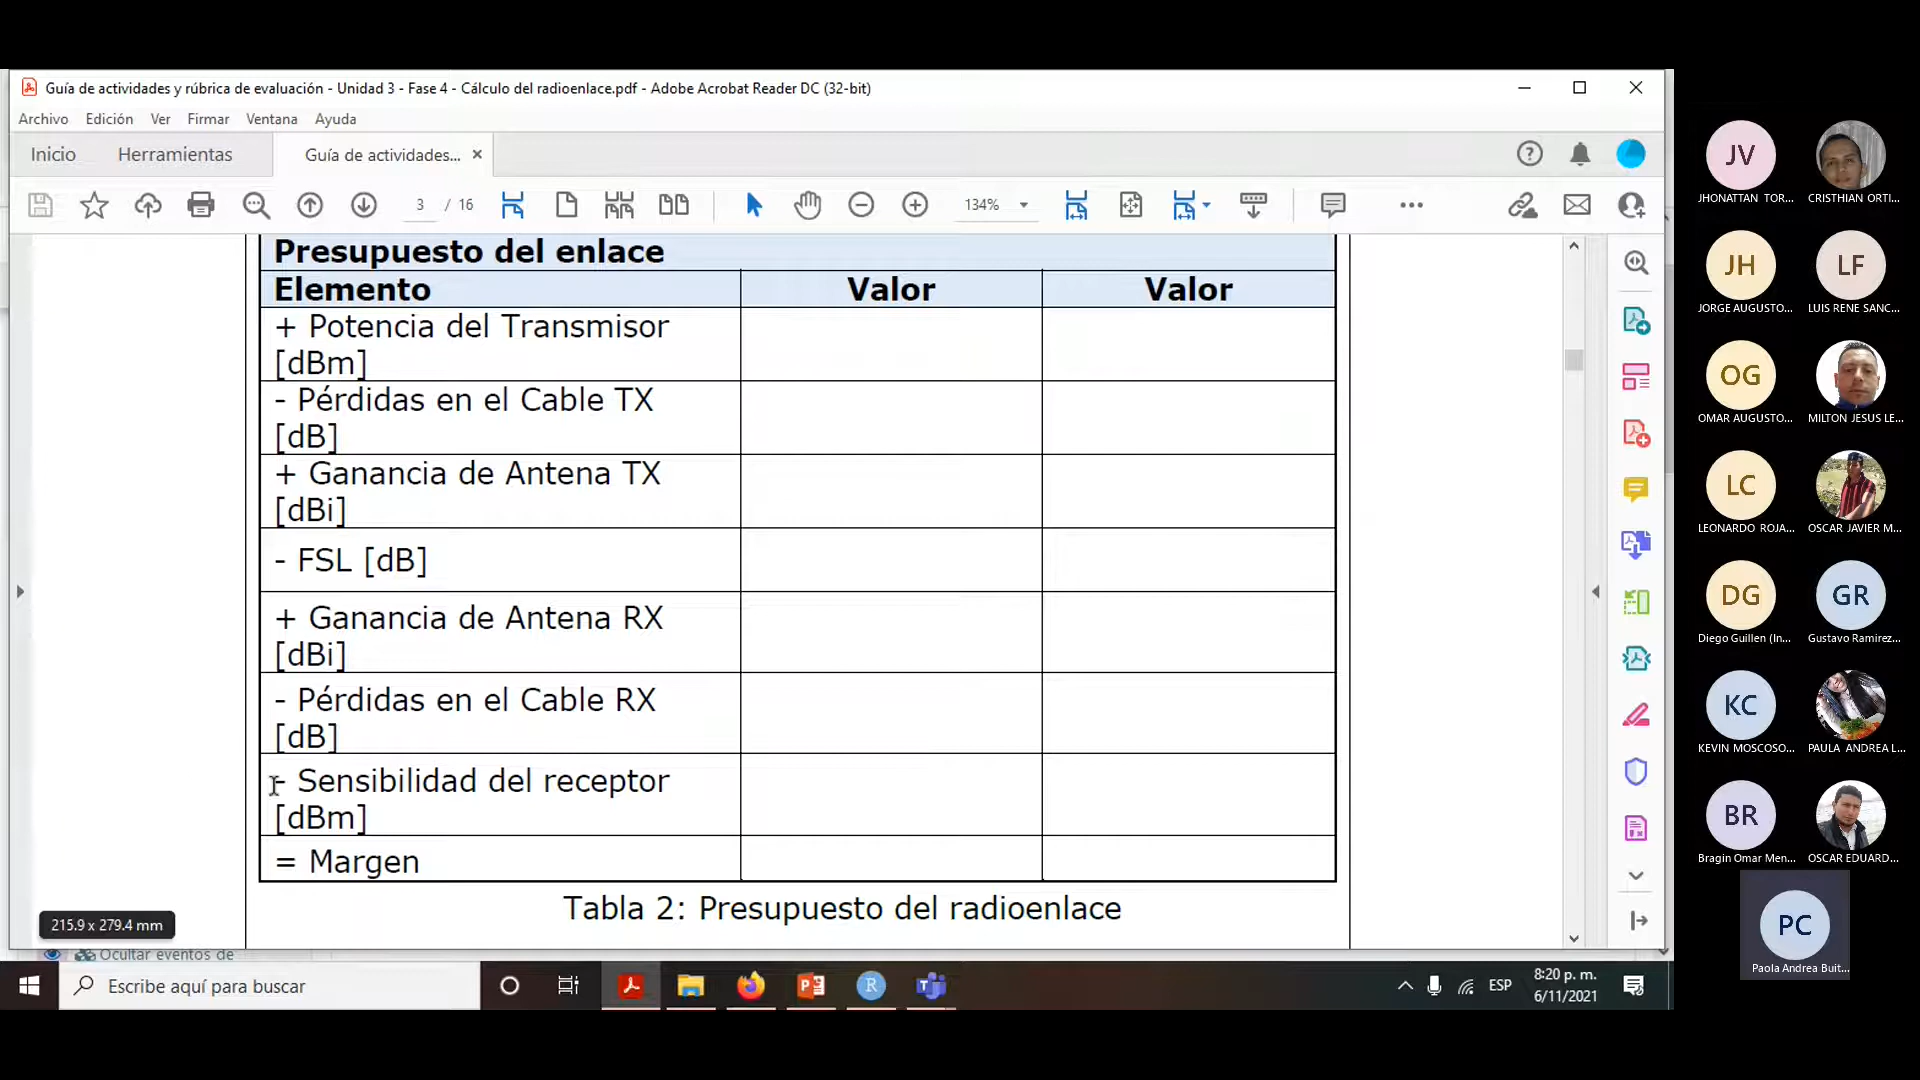 Guía de actividades y rúbrica de evaluación - Unidad 3 - Fase 4 - Cálculo del radioenlace.pdf - Adobe Acrobat Reader DC (32-bit)
Archivo Edición Ver Firmar Ventana Ayuda
Inicio Herramientas Guía de actividades...
3 / 16 134%
Presupuesto del enlace
Elemento Valor Valor
+ Potencia del Transmisor
[dBm]
- Pérdidas en el Cable TX
[dB]
+ Ganancia de Antena TX
[dBi]
- FSL [dB]
+ Ganancia de Antena RX
[dBi]
- Pérdidas en el Cable RX
[dB]
- Sensibilidad del receptor
[dBm]
= Margen
Tabla 2: Presupuesto del radioenlace
215.9 x 279.4 mm
Ocultar eventos de
Escribe aquí para buscar
ESP
8:20 p. m.
6/11/2021
JV
JHONATTAN TOR...
CRISTHIAN ORTI...
JH
JORGE AUGUSTO...
LF
LUIS RENE SANC...
OG
OMAR AUGUSTO...
MILTON JESUS LE...
LC
LEONARDO ROJA...
OSCAR JAVIER M...
DG
Diego Guillen (In...
GR
Gustavo Ramirez...
KC
KEVIN MOSCOSO...
PAULA ANDREA L...
BR
Bragin Omar Men...
OSCAR EDUARD...
PC
Paola Andrea Buit...